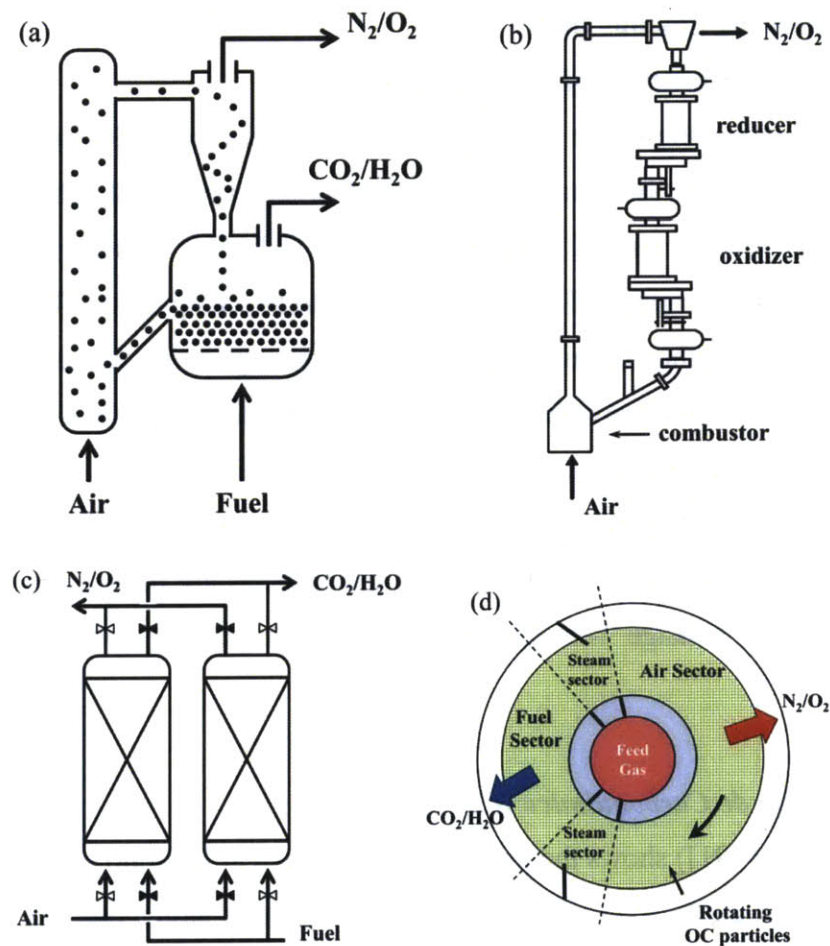 (a)
N₂/O₂
CO₂/H₂O
Air
Fuel
(b)
N₂/O₂
reducer
oxidizer
combustor
Air
(c)
N₂/O₂
CO₂/H₂O
Air
Fuel
(d)
Steam
sector
Air Sector
Fuel
Sector
N₂/O₂
Feed
Gas
CO₂/H₂O
Steam
sector
Rotating
OC particles